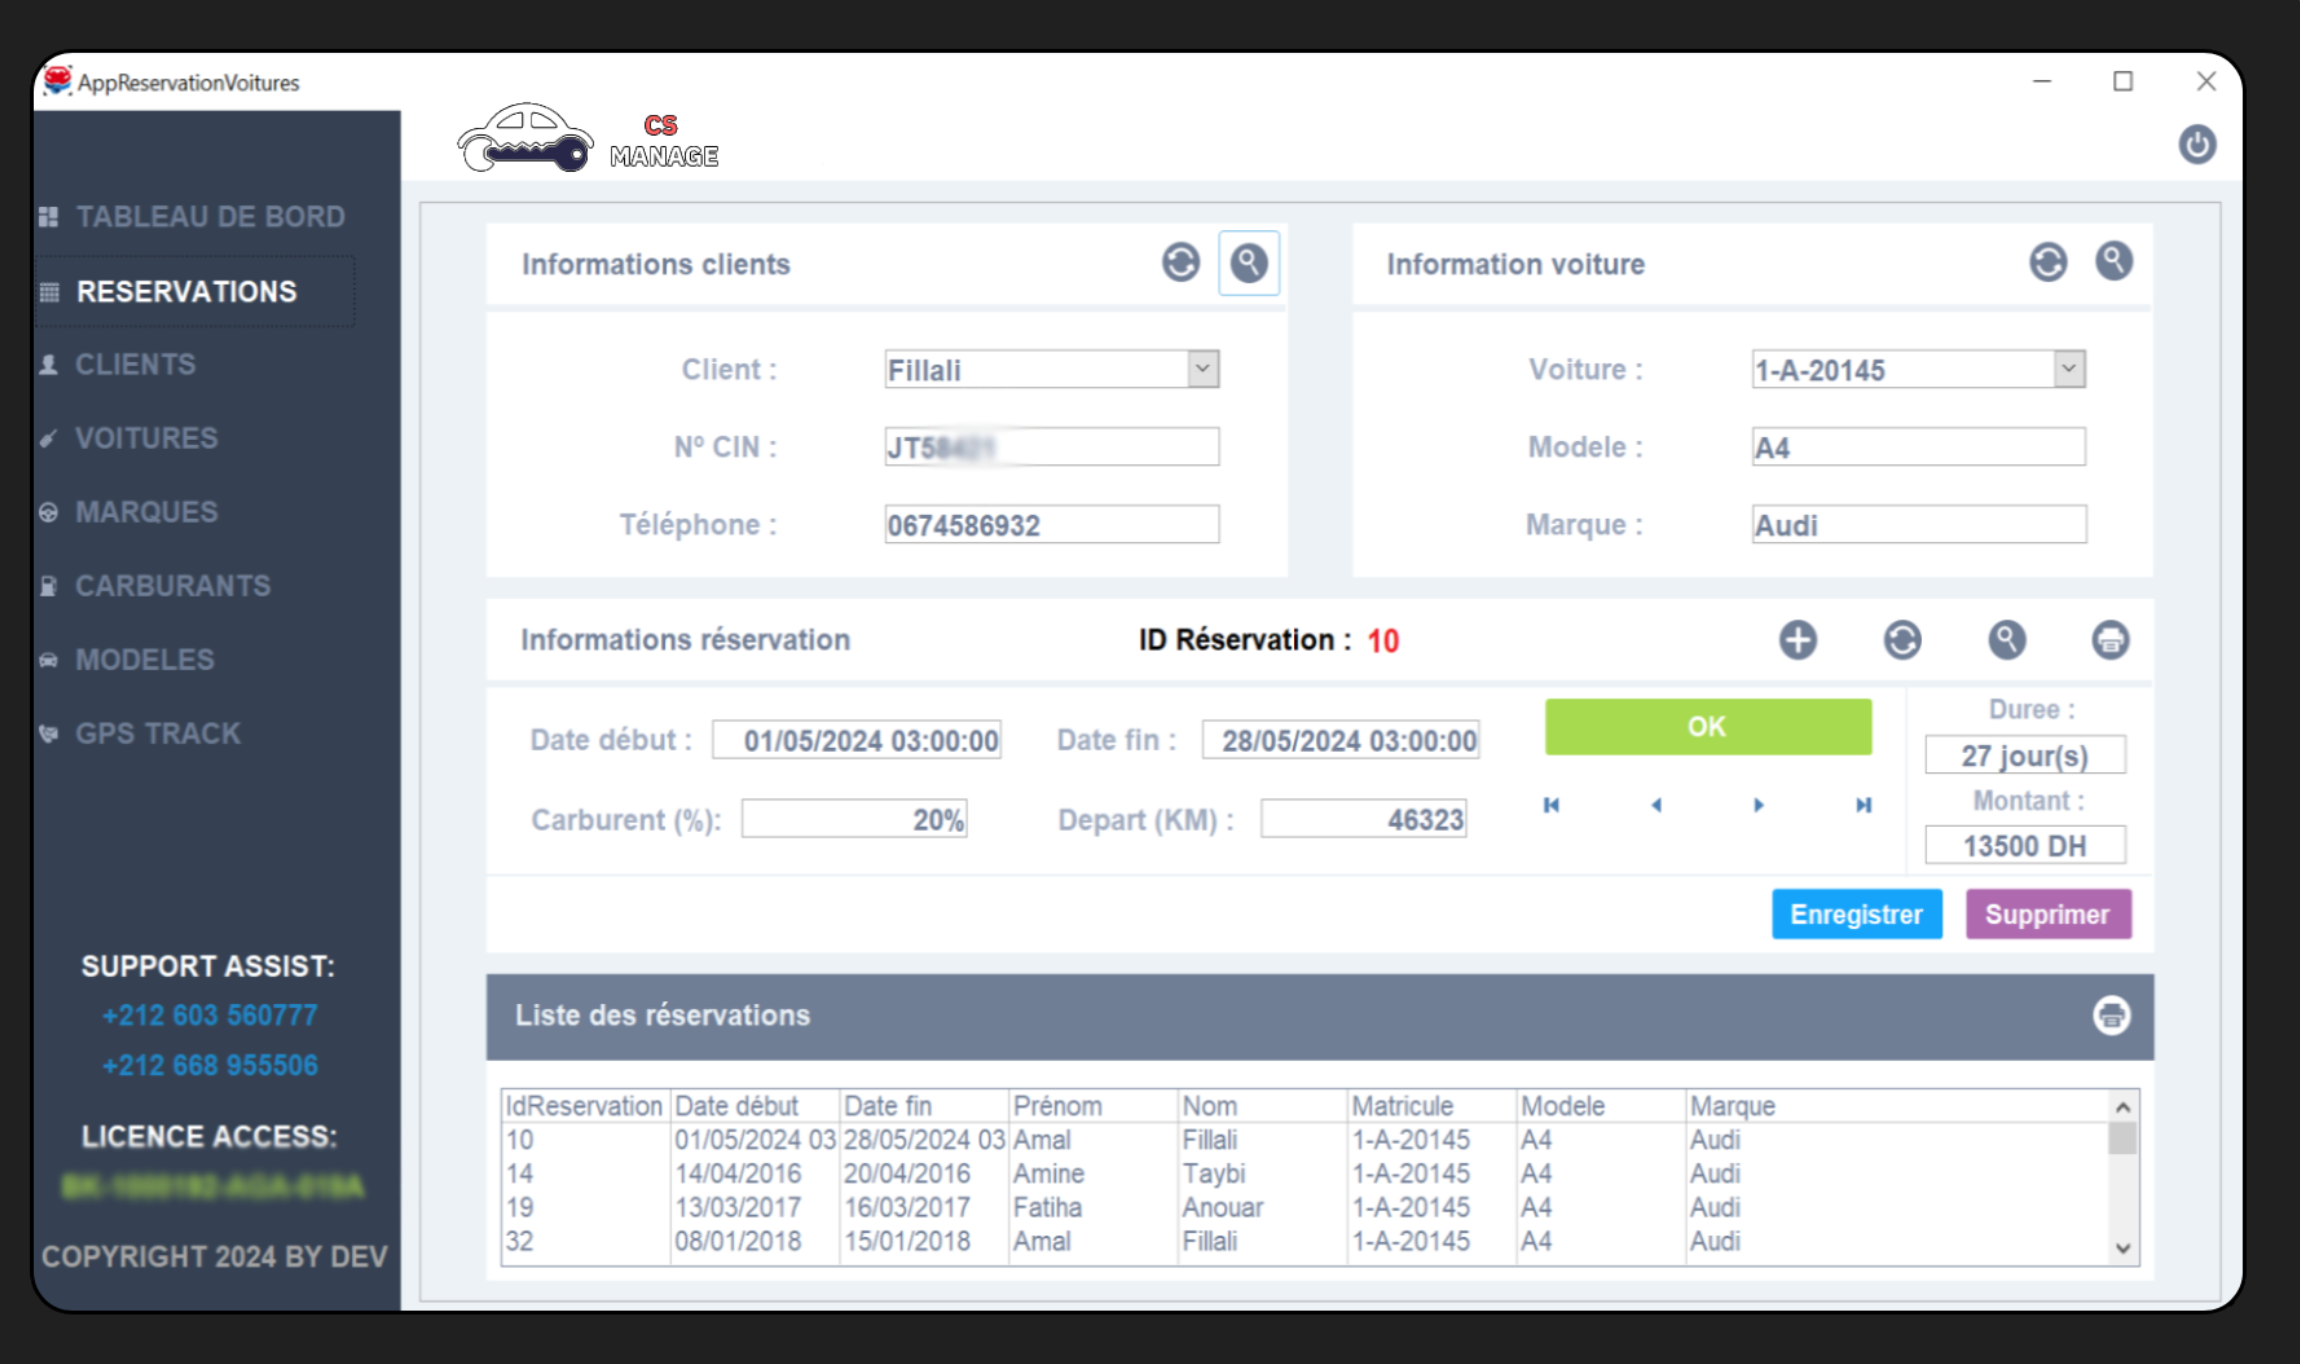 AppReservationVoitures
CS
MANAGE
TABLEAU DE BORD
RESERVATIONS
CLIENTS
VOITURES
MARQUES
CARBURANTS
MODELES
GPS TRACK
SUPPORT ASSIST:
+212 603 560777
+212 668 955506
LICENCE ACCESS:
COPYRIGHT 2024 BY DEV
Informations clients
Client : Fillali
N° CIN :
Téléphone : 0674586932
Information voiture
Voiture : 1-A-20145
Modele : A4
Marque : Audi
Informations réservation ID Réservation : 10
Date début : 01/05/2024 03:00:00 Date fin : 28/05/2024 03:00:00 OK
Carburent (%): 20% Depart (KM) : 46323
Duree :
27 jour(s)
Montant :
13500 DH
Enregistrer Supprimer
Liste des réservations
IdReservation Date début Date fin Prénom Nom Matricule Modele Marque
10 01/05/2024 03 28/05/2024 03 Amal Fillali 1-A-20145 A4 Audi
14 14/04/2016 20/04/2016 Amine Taybi 1-A-20145 A4 Audi
19 13/03/2017 16/03/2017 Fatiha Anouar 1-A-20145 A4 Audi
32 08/01/2018 15/01/2018 Amal Fillali 1-A-20145 A4 Audi